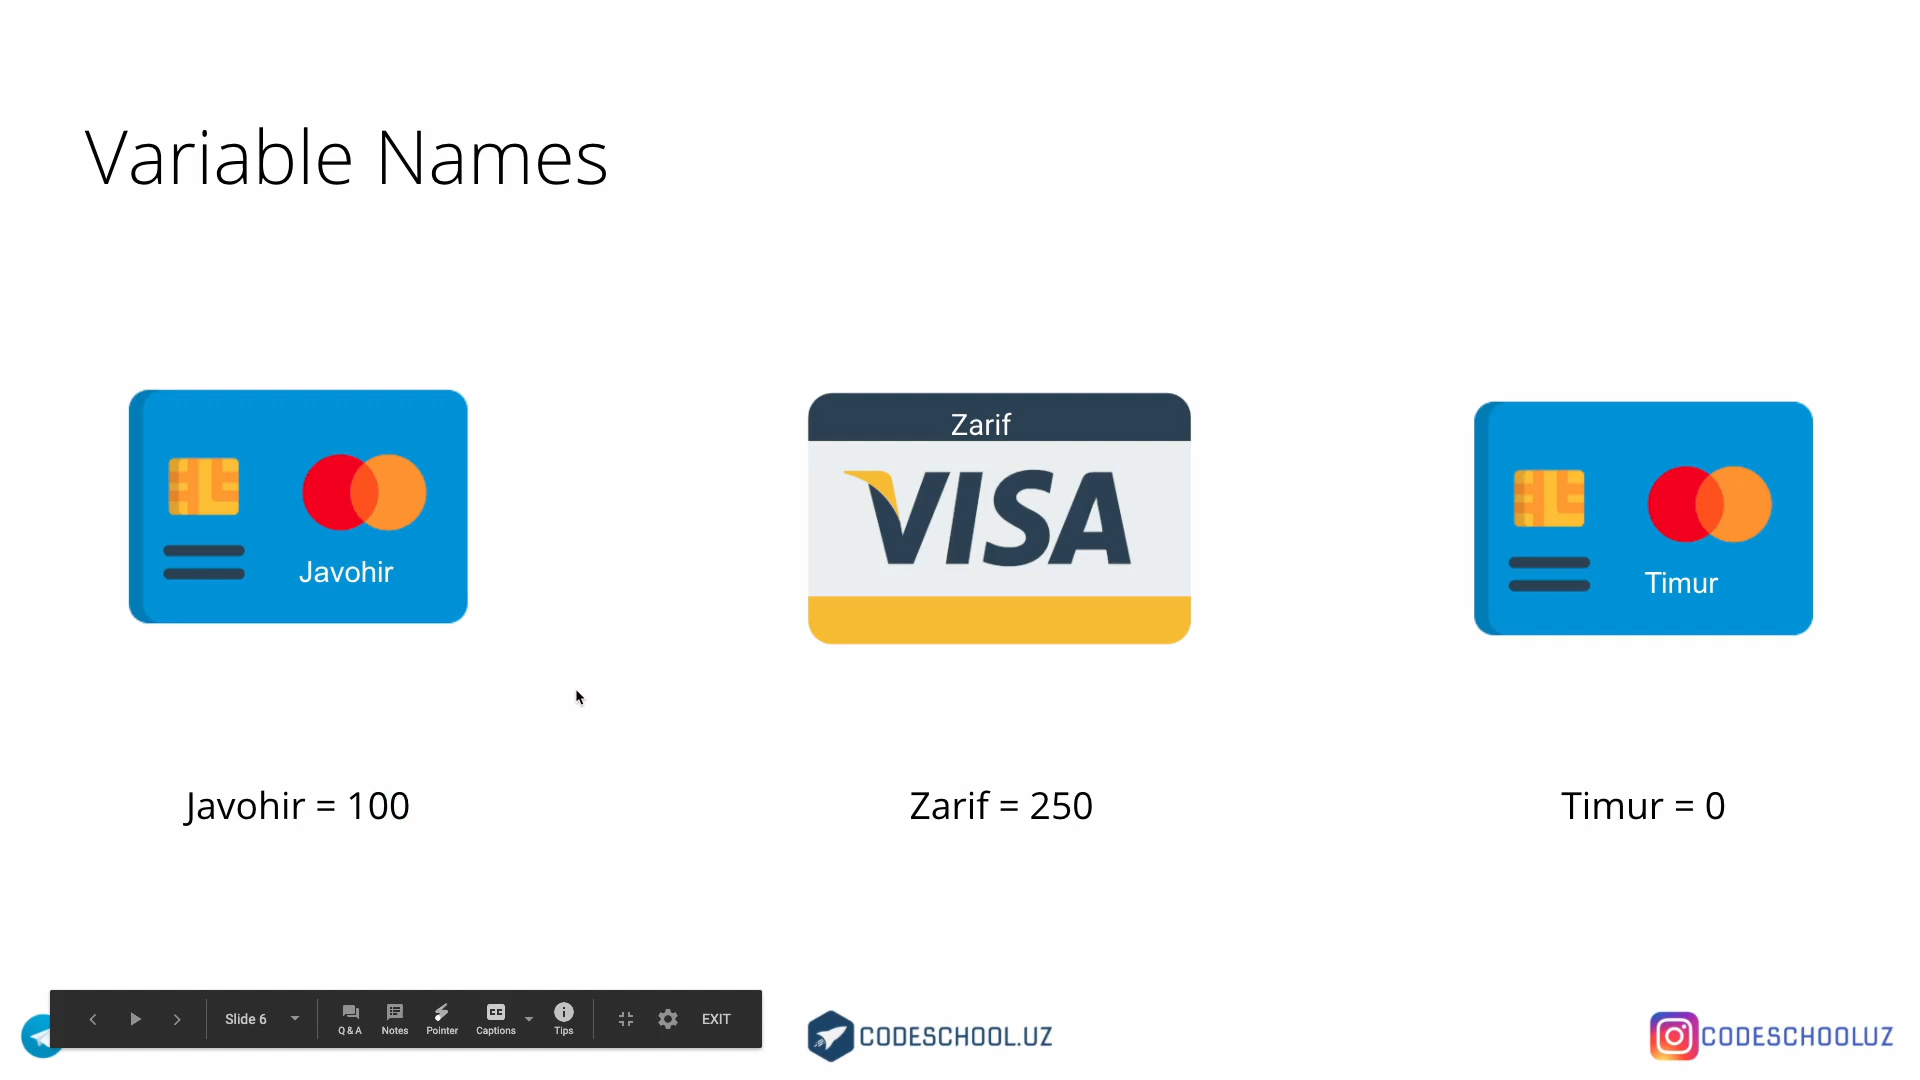 Variable Names
Zarif
VISA
Javohir
Timur
Javohir = 100
Zarif = 250
Timur = 0
Slide 6
Q & A
Notes
Pointer
CC
Captions
Tips
EXIT
CODESCHOOL.UZ
CODESCHOOLUZ